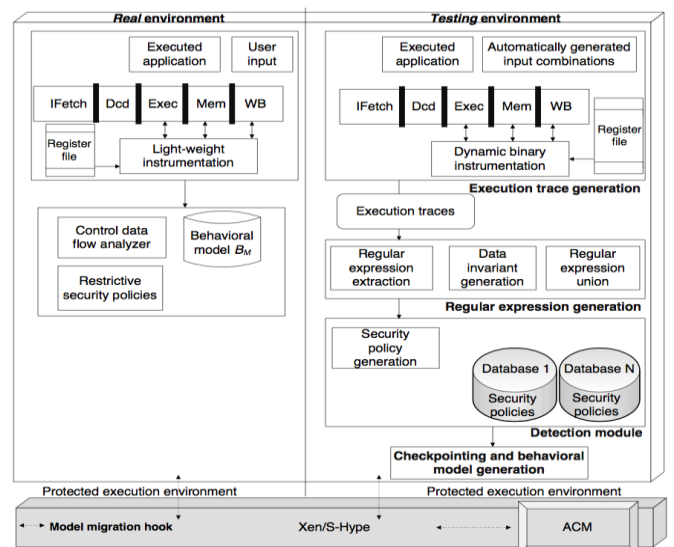 Real environment
Executed
application
User
input
IFetch
Dcd
Exec
Mem
WB
Register
file
Light-weight
instrumentation
Control data
flow analyzer
Behavioral
model BM
Restrictive
security policies
Testing environment
Executed
application
Automatically generated
input combinations
IFetch
Dcd
Exec
Mem
WB
Register
file
Dynamic binary
instrumentation
Execution trace generation
Execution traces
Regular
expression
extraction
Data
invariant
generation
Regular
expression
union
Regular expression generation
Security
policy
generation
Database 1
Security
policies
Database N
Security
policies
Detection module
Checkpointing and behavioral
model generation
Protected execution environment
Protected execution environment
Model migration hook
Xen/S-Hype
ACM